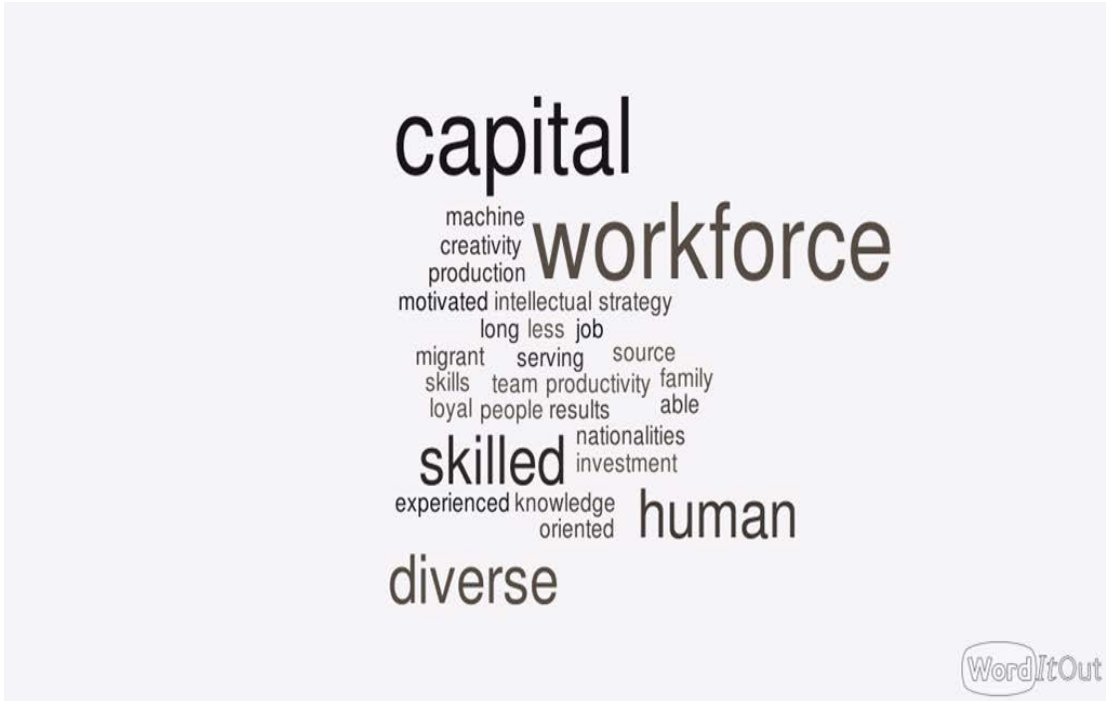 capital
machine
creativity
production
workforce
motivated intellectual strategy
long less job
migrant serving source
skills team productivity family
loyal people results able
skilled
nationalities
investment
experienced knowledge
oriented
human
diverse
WordItOut